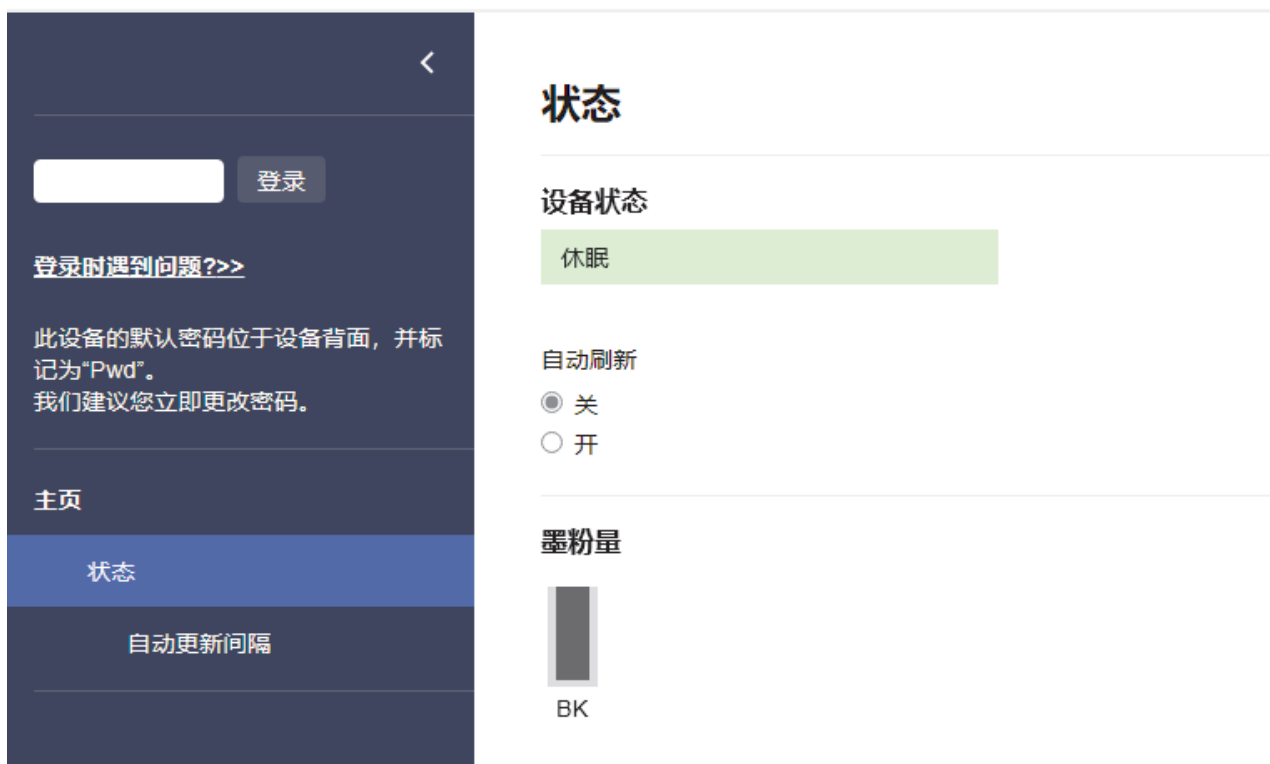 登录
登录时遇到问题?>>
此设备的默认密码位于设备背面，并标
记为“Pwd”。
我们建议您立即更改密码。
主页
状态
自动更新间隔
状态
设备状态
休眠
自动刷新
关
开
墨粉量
BK